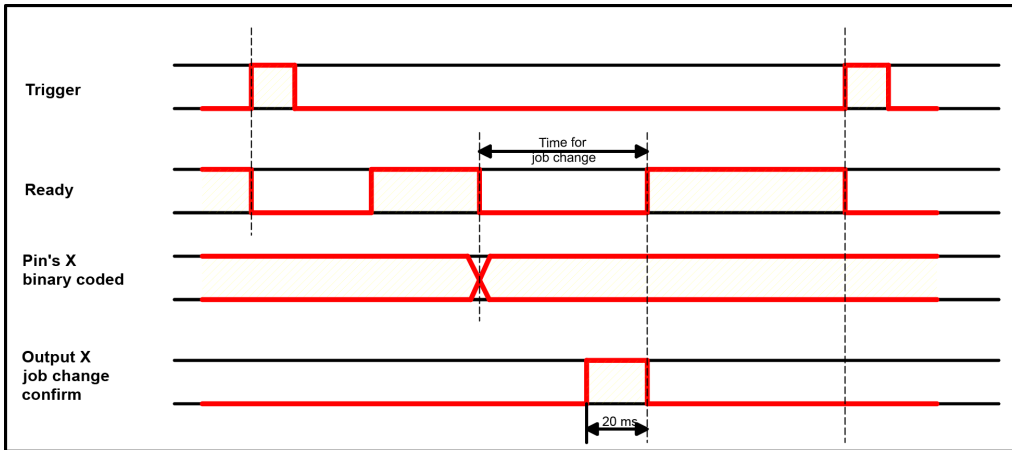 Trigger
Time for
job change
Ready
Pin's X
binary coded
Output X
job change
confirm
20 ms